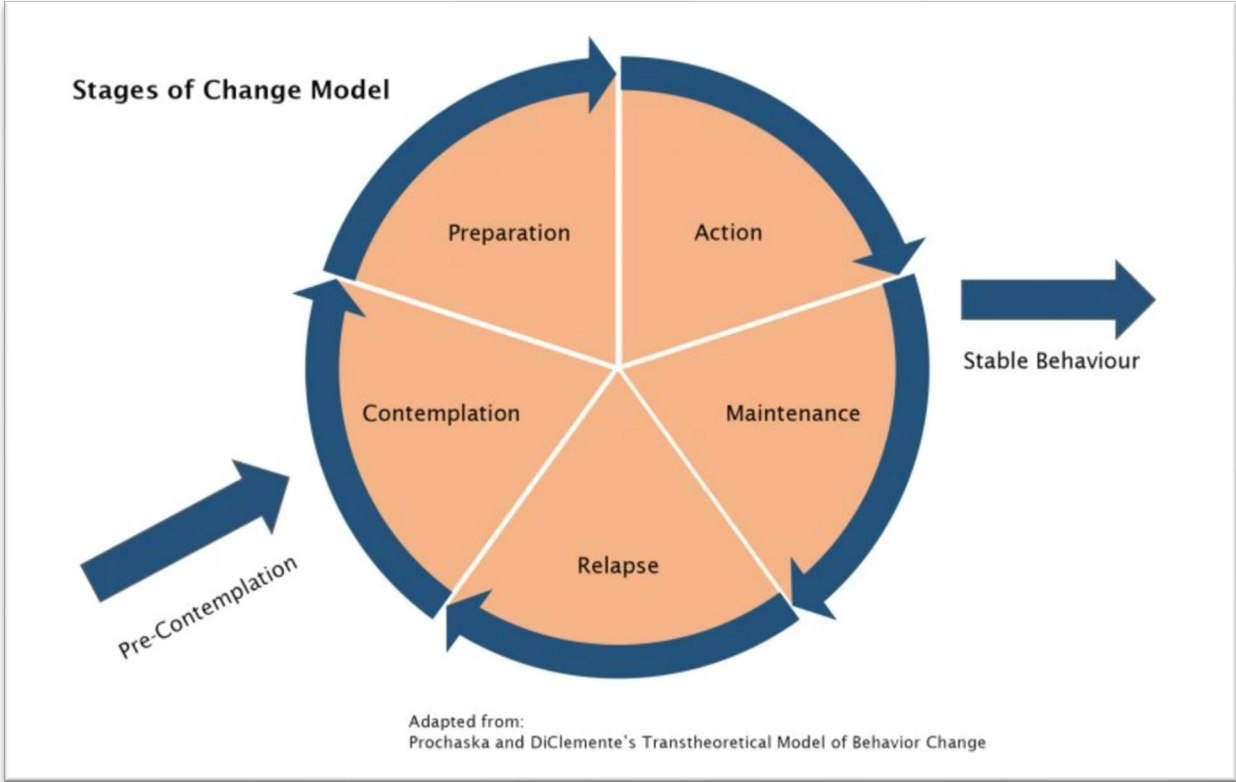 Stages of Change Model
Preparation
Action
Contemplation
Maintenance
Relapse
Pre-Contemplation
Stable Behaviour
Adapted from:
Prochaska and DiClemente's Transtheoretical Model of Behavior Change